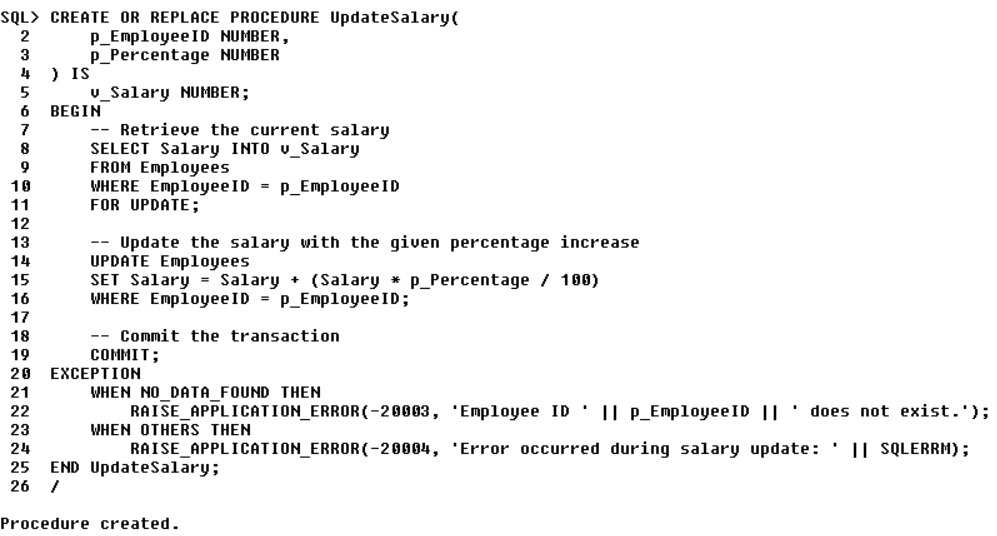 SQL> CREATE OR REPLACE PROCEDURE UpdateSalary(
  2      p_EmployeeID NUMBER,
  3      p_Percentage NUMBER
  4  ) IS
  5      v_Salary NUMBER;
  6  BEGIN
  7      -- Retrieve the current salary
  8      SELECT Salary INTO v_Salary
  9      FROM Employees
 10      WHERE EmployeeID = p_EmployeeID
 11      FOR UPDATE;
 12
 13      -- Update the salary with the given percentage increase
 14      UPDATE Employees
 15      SET Salary = Salary + (Salary * p_Percentage / 100)
 16      WHERE EmployeeID = p_EmployeeID;
 17
 18      -- Commit the transaction
 19      COMMIT;
 20  EXCEPTION
 21      WHEN NO_DATA_FOUND THEN
 22          RAISE_APPLICATION_ERROR(-20003, 'Employee ID ' || p_EmployeeID || ' does not exist.');
 23      WHEN OTHERS THEN
 24          RAISE_APPLICATION_ERROR(-20004, 'Error occurred during salary update: ' || SQLERRM);
 25  END UpdateSalary;
 26  /

Procedure created.